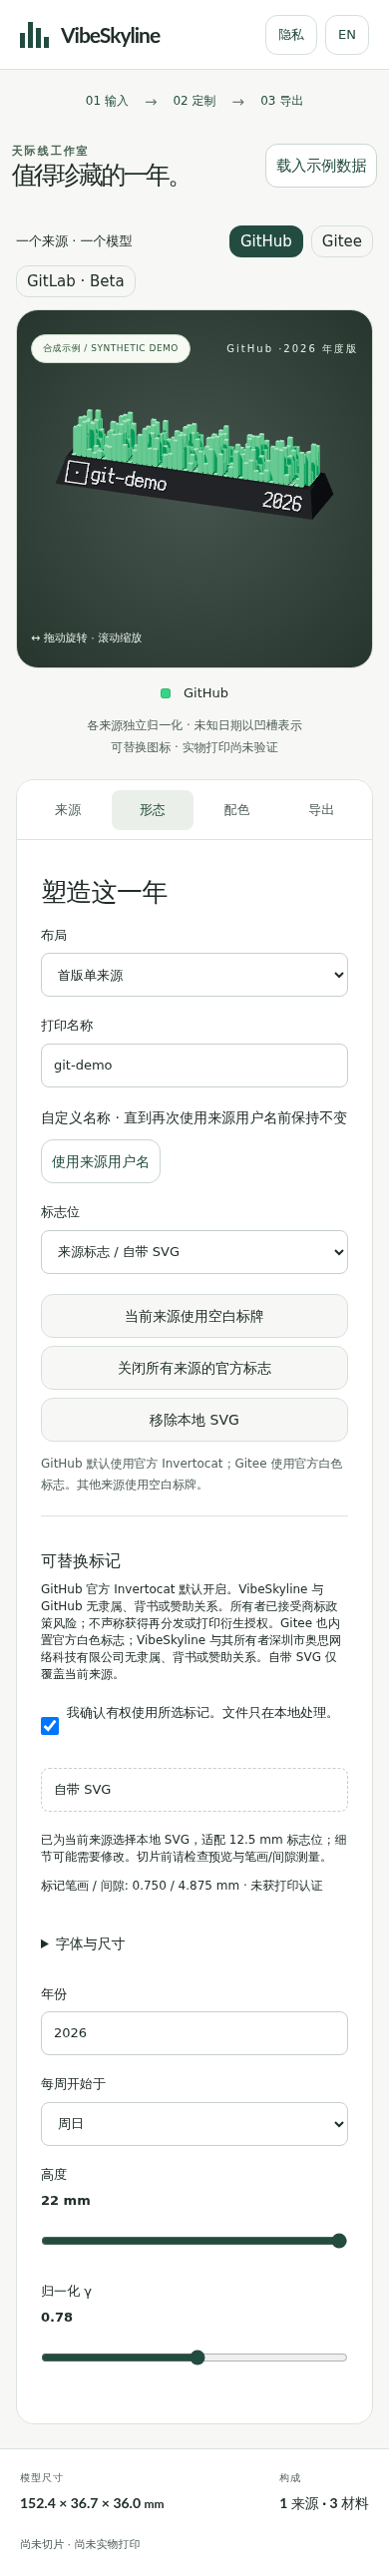 VibeSkyline
隐私
EN
01 输入 → 02 定制 → 03 导出
天际线工作室
值得珍藏的一年。
载入示例数据
一个来源 · 一个模型
GitHub
Gitee
GitLab · Beta
合成示例 / SYNTHETIC DEMO
GitHub ·2026 年度版
git-demo
2026
↔ 拖动旋转 · 滚动缩放
GitHub
各来源独立归一化 · 未知日期以凹槽表示
可替换图标 · 实物打印尚未验证
来源
形态
配色
导出
塑造这一年
布局
首版单来源
打印名称
git-demo
自定义名称 · 直到再次使用来源用户名前保持不变
使用来源用户名
标志位
来源标志 / 自带 SVG
当前来源使用空白标牌
关闭所有来源的官方标志
移除本地 SVG
GitHub 默认使用官方 Invertocat；Gitee 使用官方白色
标志。其他来源使用空白标牌。
可替换标记
GitHub 官方 Invertocat 默认开启。VibeSkyline 与
GitHub 无隶属、背书或赞助关系。所有者已接受商标政
策风险；不声称获得再分发或打印衍生授权。Gitee 也内
置官方白色标志；VibeSkyline 与其所有者深圳市奥思网
络科技有限公司无隶属、背书或赞助关系。自带 SVG 仅
覆盖当前来源。
我确认有权使用所选标记。文件只在本地处理。
自带 SVG
已为当前来源选择本地 SVG，适配 12.5 mm 标志位；细
节可能需要修改。切片前请检查预览与笔画/间隙测量。
标记笔画 / 间隙: 0.750 / 4.875 mm · 未获打印认证
字体与尺寸
年份
2026
每周开始于
周日
高度
22 mm
归一化 γ
0.78
模型尺寸
152.4 × 36.7 × 36.0 mm
构成
1 来源 · 3 材料
尚未切片 · 尚未实物打印